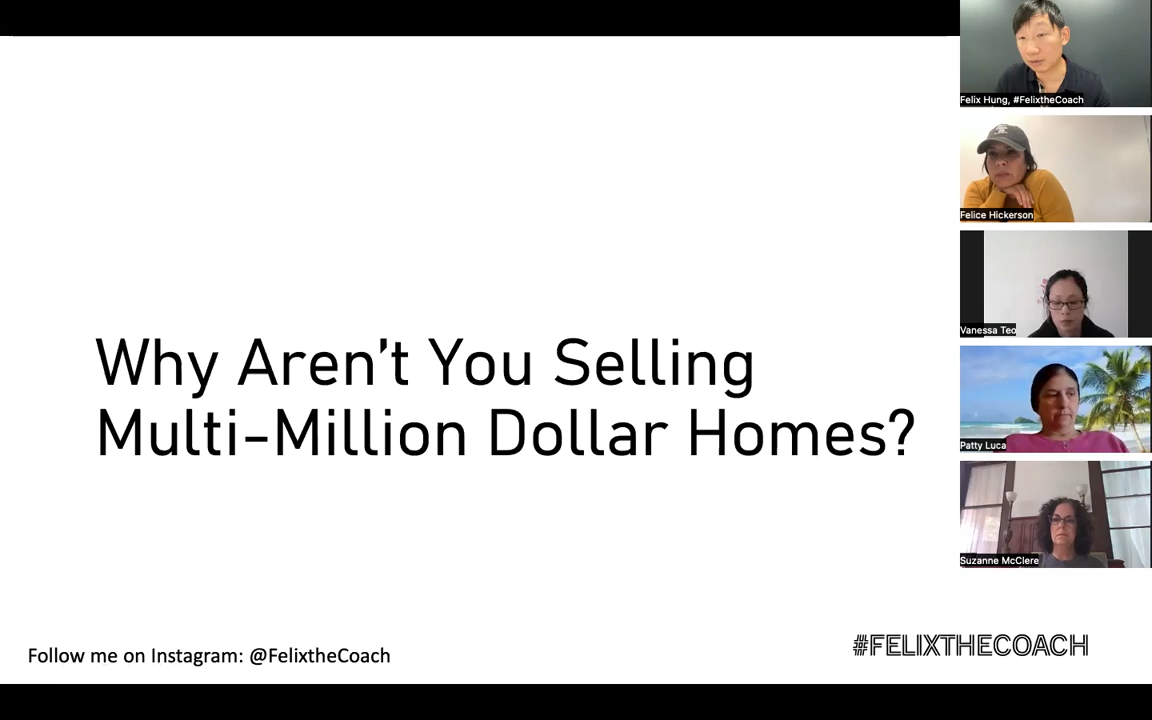 Why Aren't You Selling
Multi-Million Dollar Homes?
Follow me on Instagram: @FelixtheCoach
#FELIXTHECOACH
Felix Hung, #FelixtheCoach
Felice Hickerson
Vanessa Teo
Patty Luca
Suzanne McClere